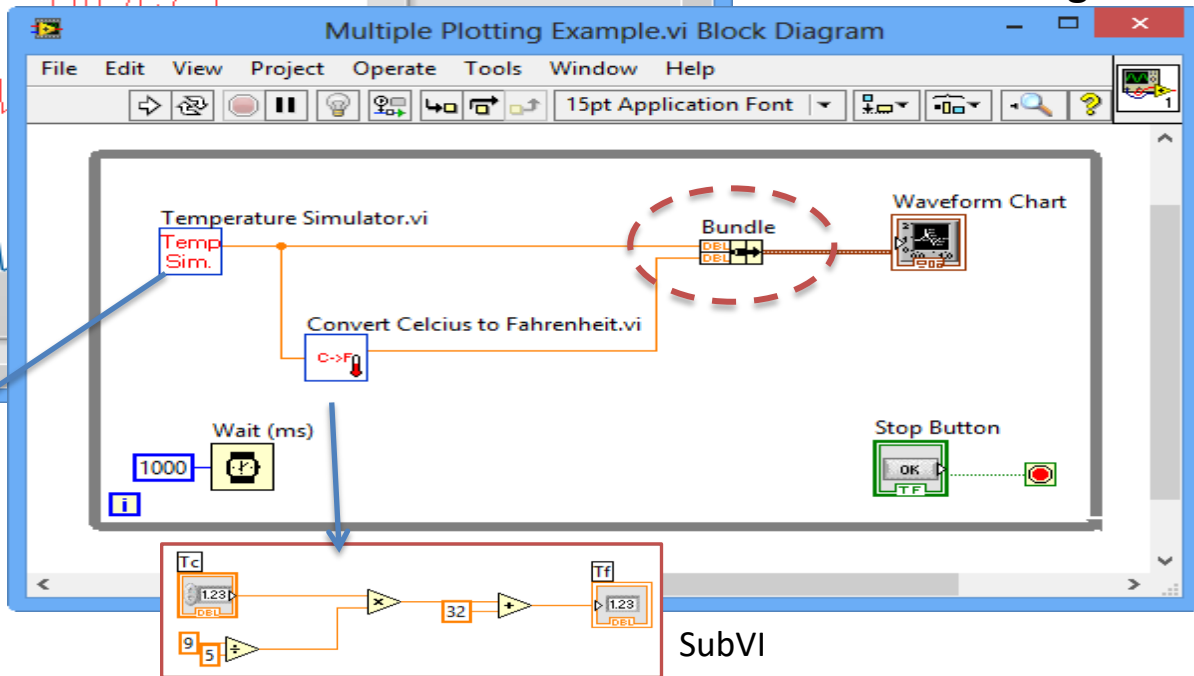 Multiple Plotting Example.vi Block Diagram
File Edit View Project Operate Tools Window Help
15pt Application Font
1
Temperature Simulator.vi
Temp
Sim.
Bundle
DBL
DBL
Waveform Chart
Convert Celcius to Fahrenheit.vi
C->F
Wait (ms)
1000
i
Stop Button
OK
TF
Tc
1.23
DBL
9
5
32
Tf
1.23
DBL
SubVI